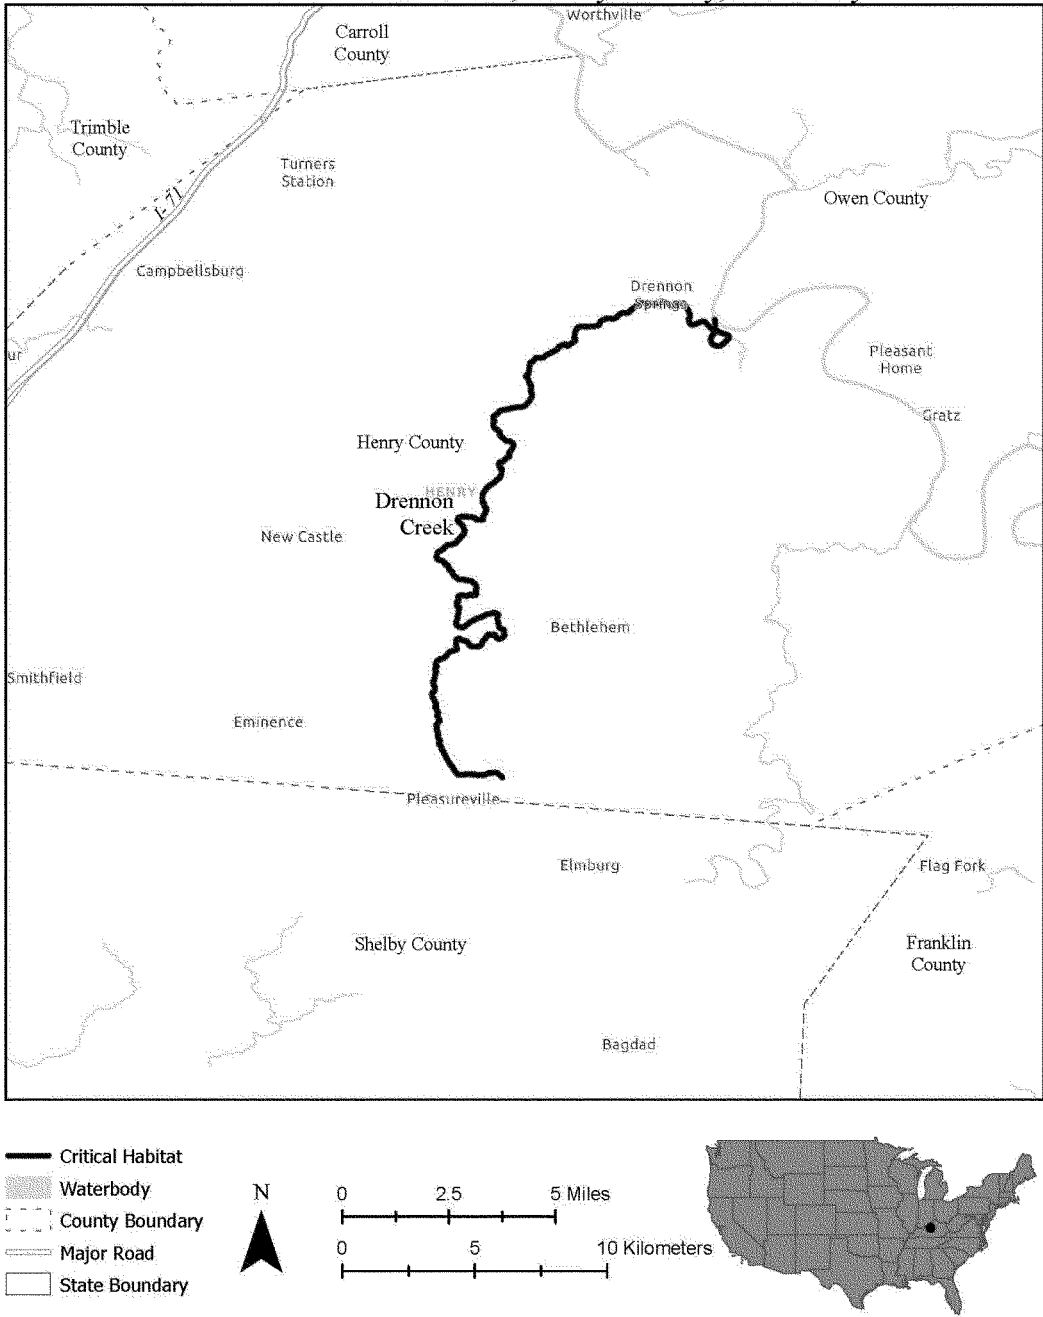 Worthville
Carroll
County
Trimble
County
Turners
Station
I-71
Owen County
Campbellsburg
Drennon
Springs
ur
Pleasant
Home
Gratz
Henry County
HENRY
Drennon
Creek
New Castle
Bethlehem
Smithfield
Eminence
Pleasureville
Elmburg
Flag Fork
Shelby County
Franklin
County
Bagdad
Critical Habitat
Waterbody
County Boundary
Major Road
State Boundary
N
0 2.5 5 Miles
0 5 10 Kilometers